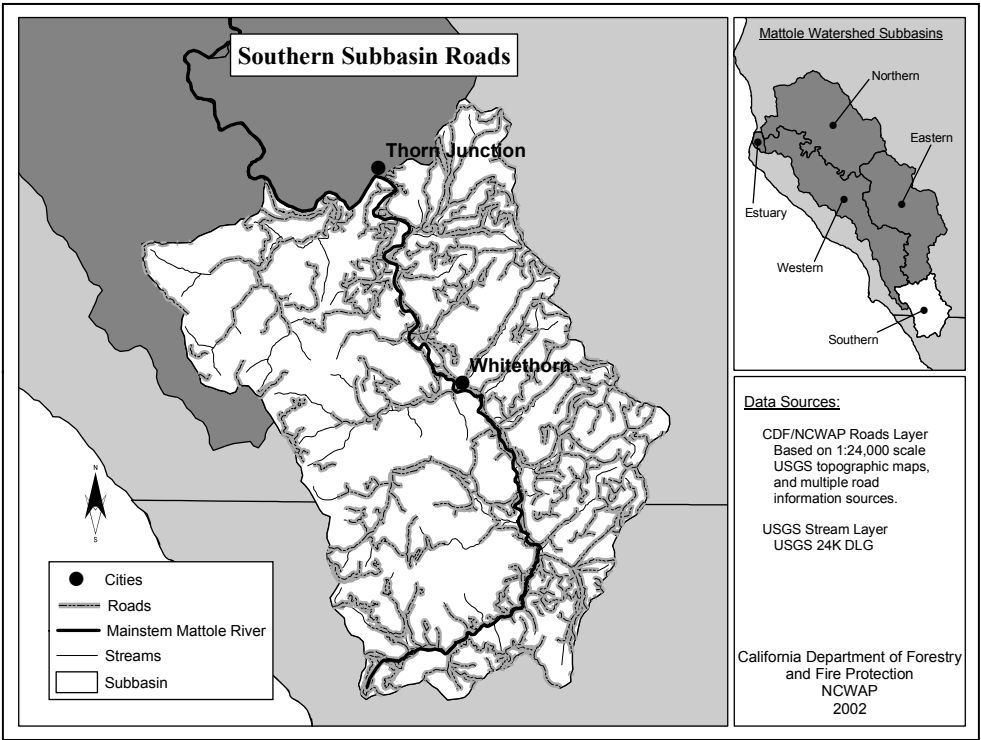 Southern Subbasin Roads
Thorn Junction
Whitethorn
N
S
Cities
Roads
Mainstem Mattole River
Streams
Subbasin
Mattole Watershed Subbasins
Northern
Eastern
Estuary
Western
Southern
Data Sources:
CDF/NCWAP Roads Layer
Based on 1:24,000 scale
USGS topographic maps,
and multiple road
information sources.
USGS Stream Layer
USGS 24K DLG
California Department of Forestry
and Fire Protection
NCWAP
2002